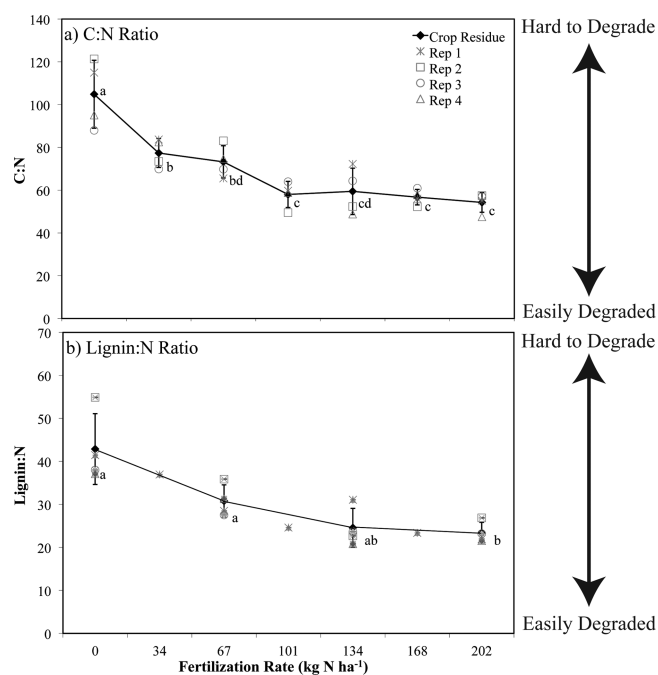 a) C:N Ratio
Crop Residue
Rep 1
Rep 2
Rep 3
Rep 4
Hard to Degrade
140
120
100
80
60
40
20
0
C:N
a
b
bd
c
cd
c
c
Easily Degraded
b) Lignin:N Ratio
Hard to Degrade
70
60
50
40
30
20
10
0
Lignin:N
a
a
ab
b
Easily Degraded
0 34 67 101 134 168 202
Fertilization Rate (kg N ha-1)